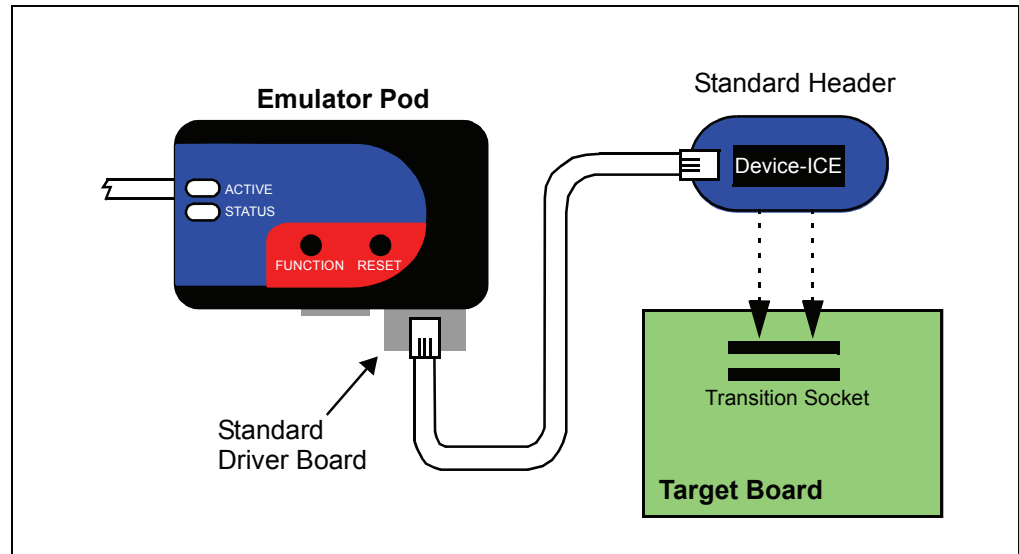 Emulator Pod
Standard Header
ACTIVE
STATUS
FUNCTION RESET
Device-ICE
Transition Socket
Standard
Driver Board
Target Board